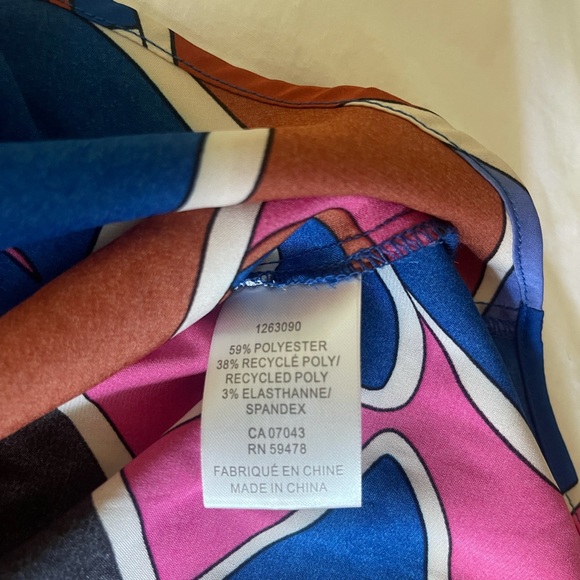 1263090
59% POLYESTER
38% RECYCLÉ POLY/
RECYCLED POLY
3% ELASTHANNE/
SPANDEX
CA 07043
RN 59478
FABRIQUÉ EN CHINE
MADE IN CHINA